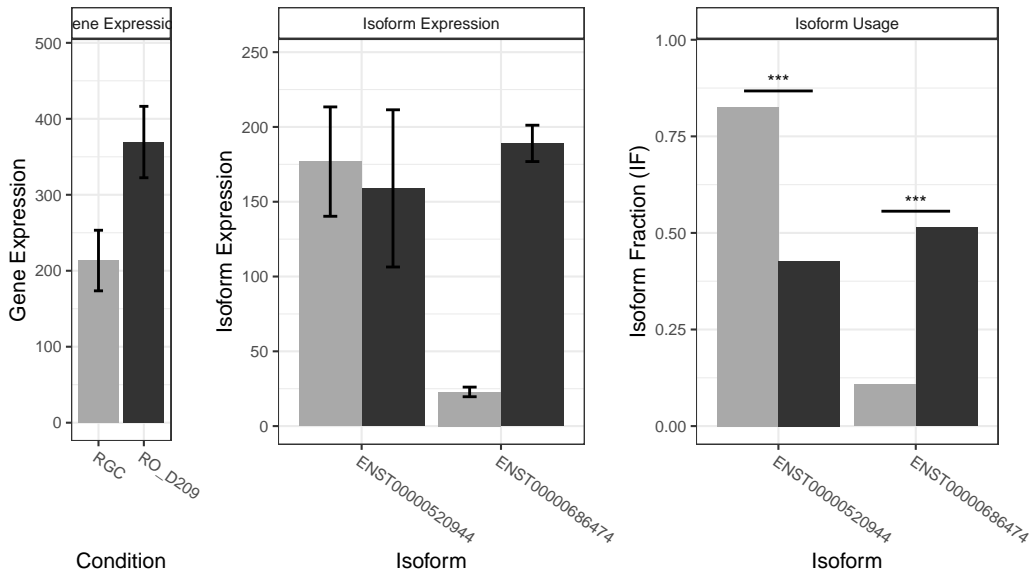 ene Expressio
Gene Expression
500
400
300
200
100
0
RGC
RO_D209
Condition
Isoform Expression
Isoform Expression
250
200
150
100
50
0
ENST00000520944
ENST00000686474
Isoform
Isoform Usage
Isoform Fraction (IF)
1.00
0.75
0.50
0.25
0.00
***
***
ENST00000520944
ENST00000686474
Isoform